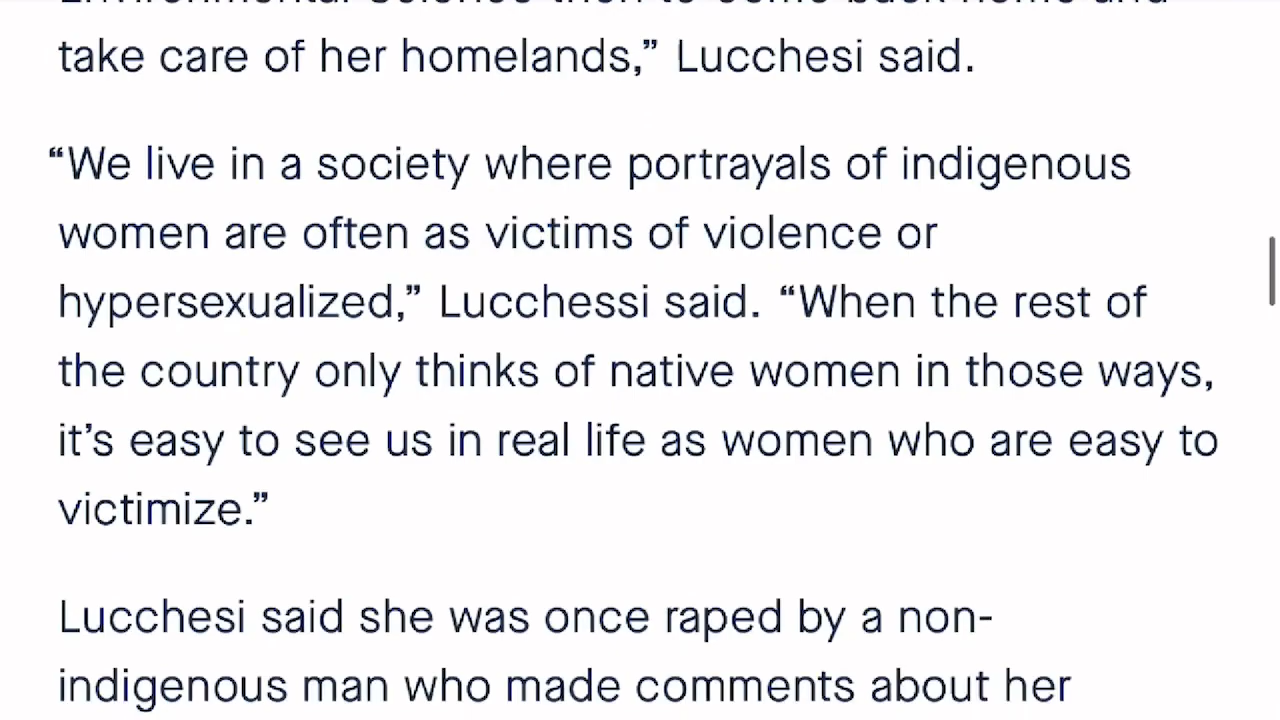 take care of her homelands,” Lucchesi said.
“We live in a society where portrayals of indigenous
women are often as victims of violence or
hypersexualized,” Lucchessi said. “When the rest of
the country only thinks of native women in those ways,
it’s easy to see us in real life as women who are easy to
victimize.”
Lucchesi said she was once raped by a non-
indigenous man who made comments about her